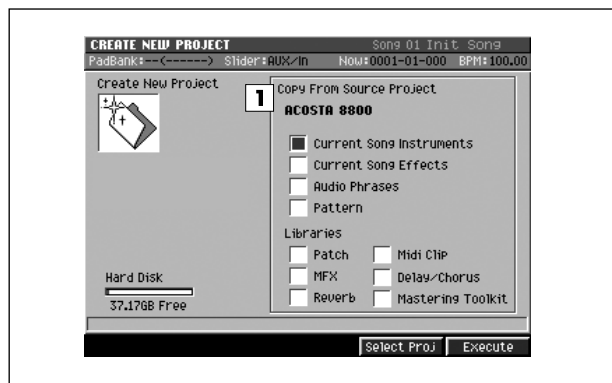 CREATE NEW PROJECT Song 01 Init Song
PadBank:--(------) Slider:AUX/In Now:0001-01-000 BPM:100.00
Create New Project
1
Copy From Source Project
ACOSTA 8800
Current Song Instruments
Current Song Effects
Audio Phrases
Pattern
Libraries
Patch Midi Clip
MFX Delay/Chorus
Reverb Mastering Toolkit
Hard Disk
37.17GB Free
Select Proj Execute